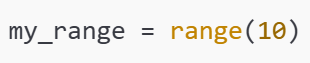 my_range = range(10)